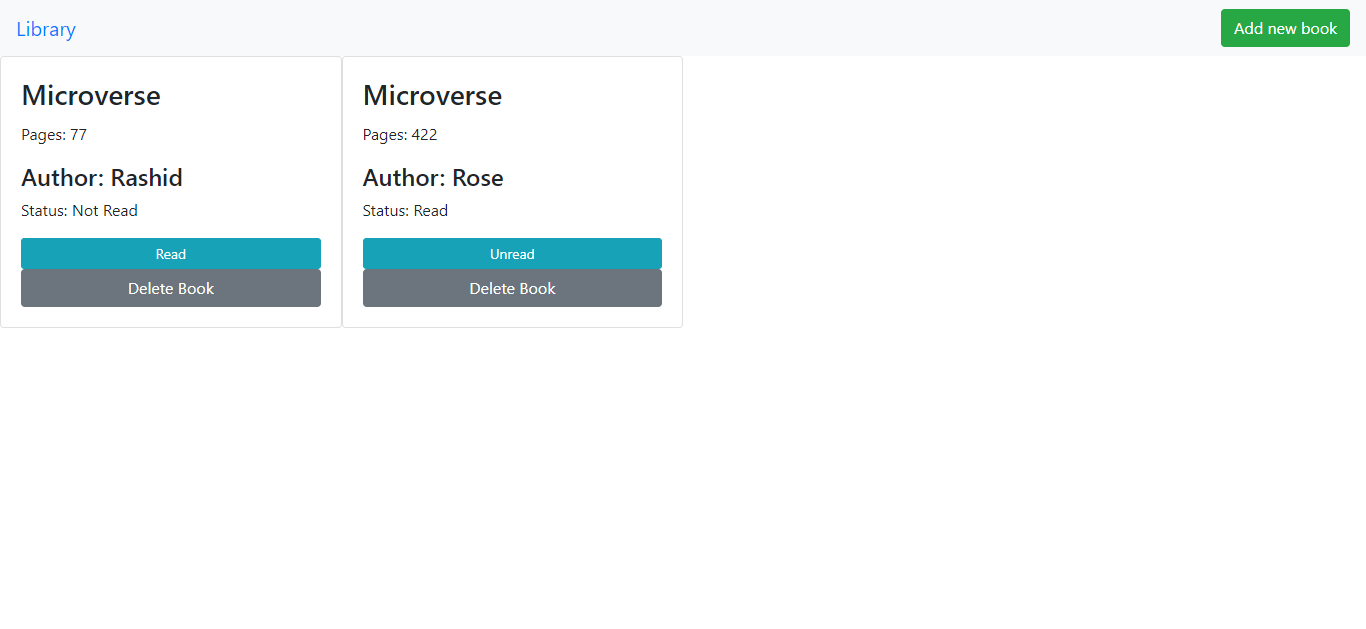 Library
Add new book
Microverse
Pages: 77
Author: Rashid
Status: Not Read
Read
Delete Book
Microverse
Pages: 422
Author: Rose
Status: Read
Unread
Delete Book